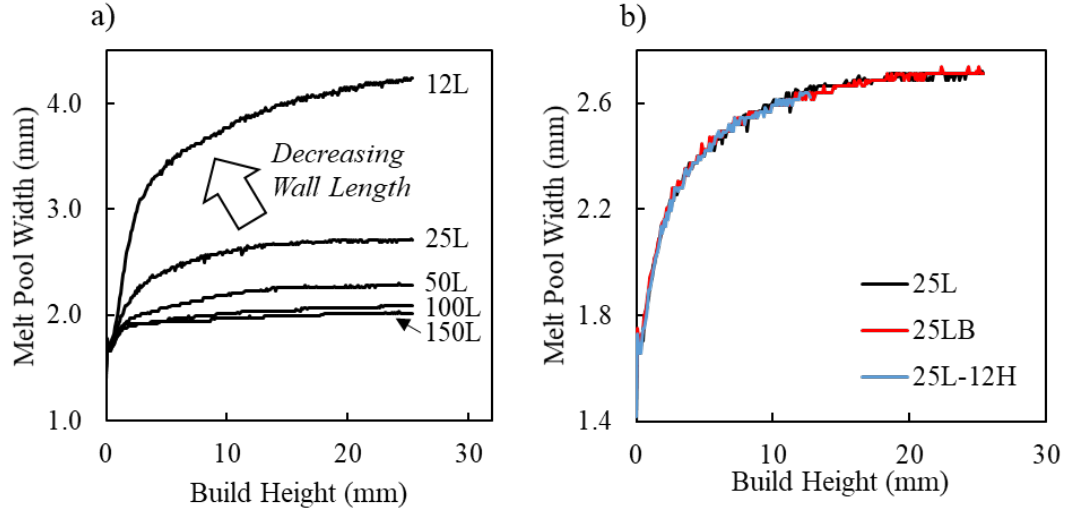 a)
Melt Pool Width (mm)
4.0
3.0
2.0
1.0
0
10
20
30
Build Height (mm)
12L
Decreasing
Wall Length
25L
50L
100L
150L
b)
Melt Pool Width (mm)
2.6
2.2
1.8
1.4
0
10
20
30
Build Height (mm)
25L
25LB
25L-12H